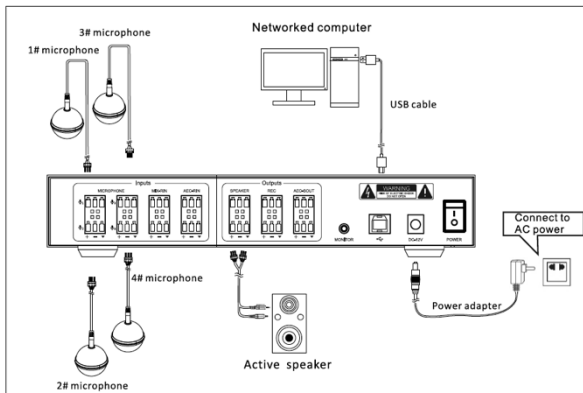 3# microphone
1# microphone
Networked computer
USB cable
Inputs
MICROPHONE
Outputs
SPEAKER
REC
WARNING
MONITOR
POWER
Connect to
AC power
4# microphone
Power adapter
2# microphone
Active speaker